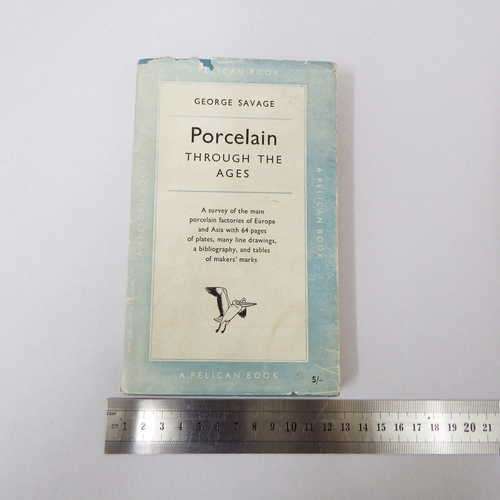 A PELICAN BOOK
GEORGE SAVAGE
Porcelain
THROUGH THE
AGES
A survey of the main
porcelain factories of Europe
and Asia with 64 pages
of plates, many line drawings,
a bibliography, and tables
of makers' marks
A PELICAN BOOK
A PELICAN BOOK
A PELICAN BOOK
5/-
1 2 3 4 5 6 7 8 9 10 11 12 13 14 15 16 17 18 19 20 21